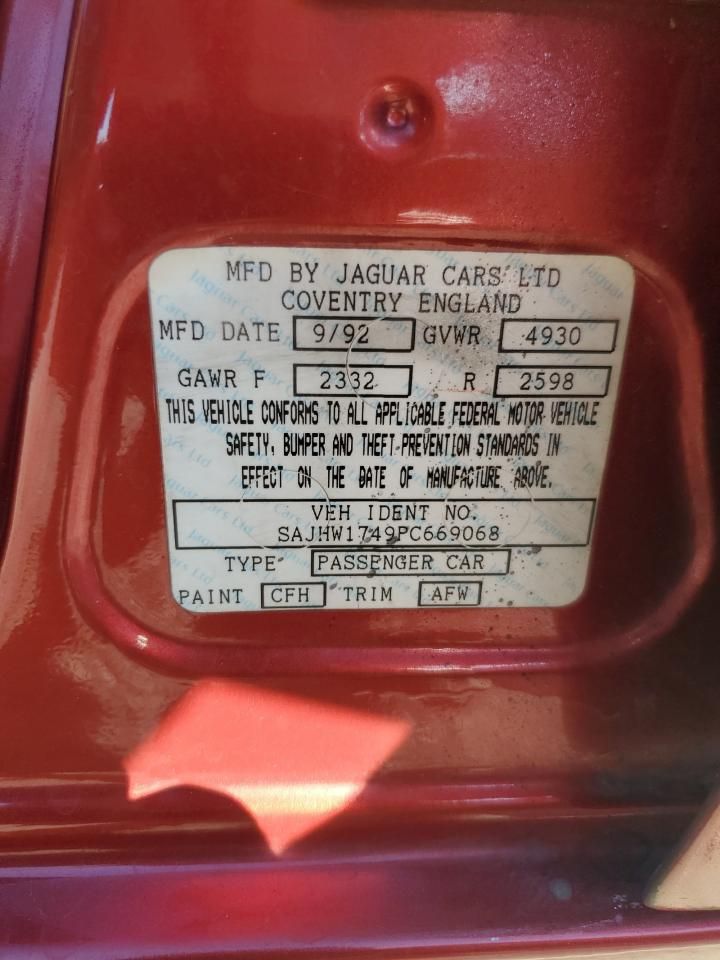 MFD BY JAGUAR CARS LTD
COVENTRY ENGLAND
MFD DATE 9/92 GVWR 4930
GAWR F 2332 R 2598
THIS VEHICLE CONFORMS TO ALL APPLICABLE FEDERAL MOTOR VEHICLE
SAFETY, BUMPER AND THEFT PREVENTION STANDARDS IN
EFFECT ON THE DATE OF MANUFACTURE ABOVE.
VEH IDENT NO.
SAJHW1749PC669068
TYPE PASSENGER CAR
PAINT CFH TRIM AFW